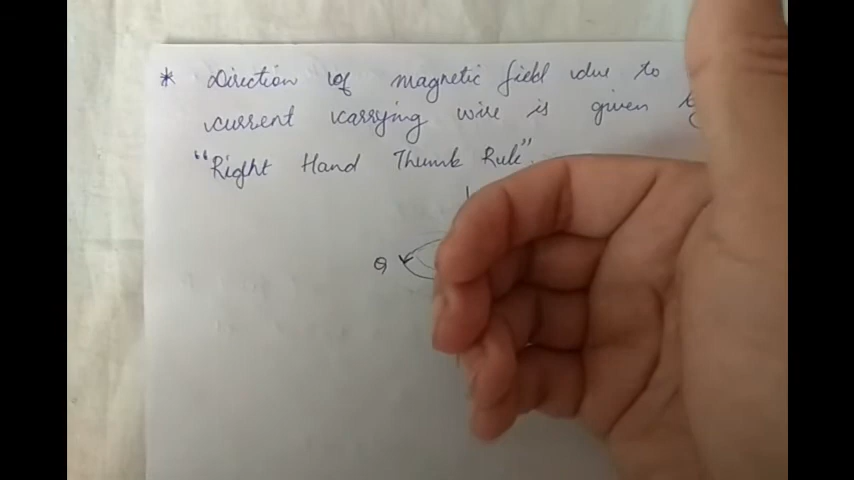 * Direction of magnetic field due to
current carrying wire is given
"Right Hand Thumb Rule".